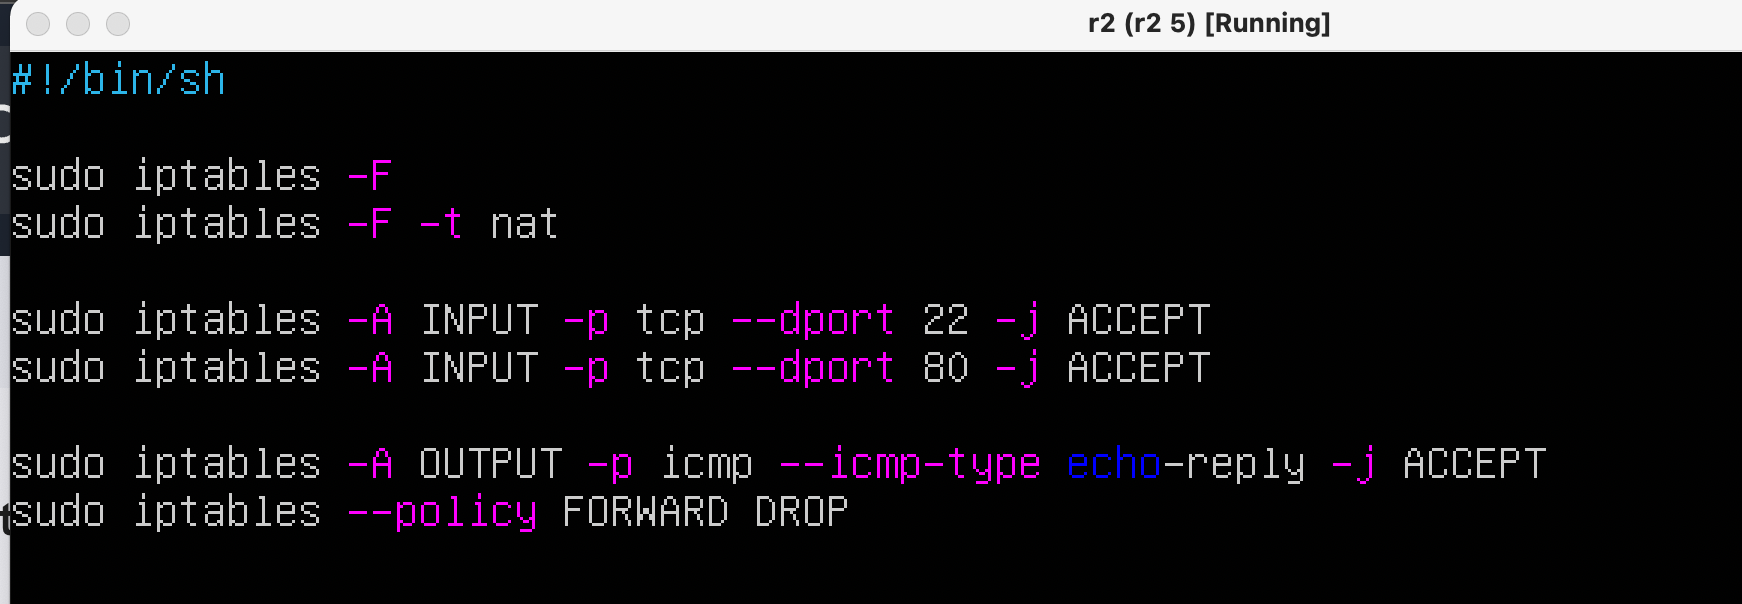 r2 (r2 5) [Running]
#!/bin/sh
sudo iptables -F
sudo iptables -F -t nat
sudo iptables -A INPUT -p tcp --dport 22 -j ACCEPT
sudo iptables -A INPUT -p tcp --dport 80 -j ACCEPT
sudo iptables -A OUTPUT -p icmp --icmp-type echo-reply -j ACCEPT
sudo iptables --policy FORWARD DROP